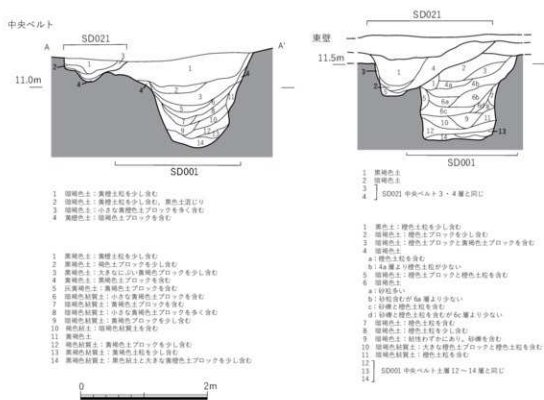 中央ベルト
SD021
A
A'
11.0m
SD001
東壁
SD021
11.5m
SD001
1 暗褐色土：黄橙土粒を少し含む
2 暗褐色土：黄橙土粒を少し含む，黒色土混じり
3 暗褐色土：小さな黄橙色土ブロックを多く含む
4 黄橙色土：暗褐色土ブロックを含む
1 黒褐色土：黄橙土粒を少し含む
2 黒褐色土：褐色土ブロックを少し含む
3 黒褐色土：大きなにぶい黄褐色ブロックを少し含む
4 黄褐色土：黒褐色土ブロックを含む
5 灰黄褐色土：黄褐色土ブロックを含む
6 暗褐色粘質土：小さな黄褐色土ブロックを含む
7 暗褐色粘質土：黄褐色土ブロックを含む
8 暗褐色粘質土：小さな黄褐色土ブロックを多く含む
9 暗褐色粘質土：黄褐色ブロックを少し含む
10 褐色粘土：暗褐色粘質土を含む
11 黄褐色土
12 褐色粘質土：黄褐色土ブロックを少し含む
13 黒褐色粘質土：黄褐色土粒を少し含む
14 黒褐色粘質土：黒色粘土と大きな黄橙色土ブロックを少し含む
0 2m
1 黒褐色土
2 暗褐色土
3
4
SD021 中央ベルト3・4層と同じ
1 黒色土：橙色土粒を少し含む
2 暗褐色土：橙色土ブロックを少し含む
3 暗褐色土：橙色土ブロックと黄褐色土ブロックを含む
4 暗褐色土
a：橙色土粒を含む
b：4a層より橙色土粒が少ない
5 暗褐色土：橙色土ブロックと橙色土粒を含む
6 暗褐色土
a：砂粒多い
b：砂粒含むが6a層より少ない
c：砂礫と橙色土粒を含む
d：砂礫と橙色土粒を含むが6c層より少ない
7 暗褐色土：橙色土粒を含む
8 暗褐色土：橙色土粒を少し含む
9 暗褐色土：粘性わずかにあり，砂礫を含む
10 暗褐色粘質土：大きな橙色土ブロックと橙色土粒を含む
11 暗褐色粘質土：橙色土粒を含む
12
13
14
SD001 中央ベルト土層12～14層と同じ